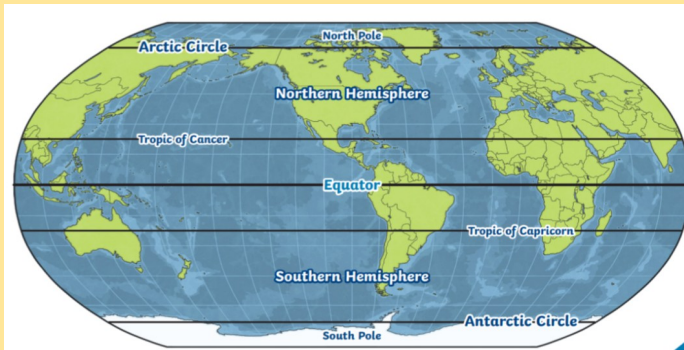 North Pole
Arctic Circle
Northern Hemisphere
Tropic of Cancer
Equator
Tropic of Capricorn
Southern Hemisphere
Antarctic Circle
South Pole